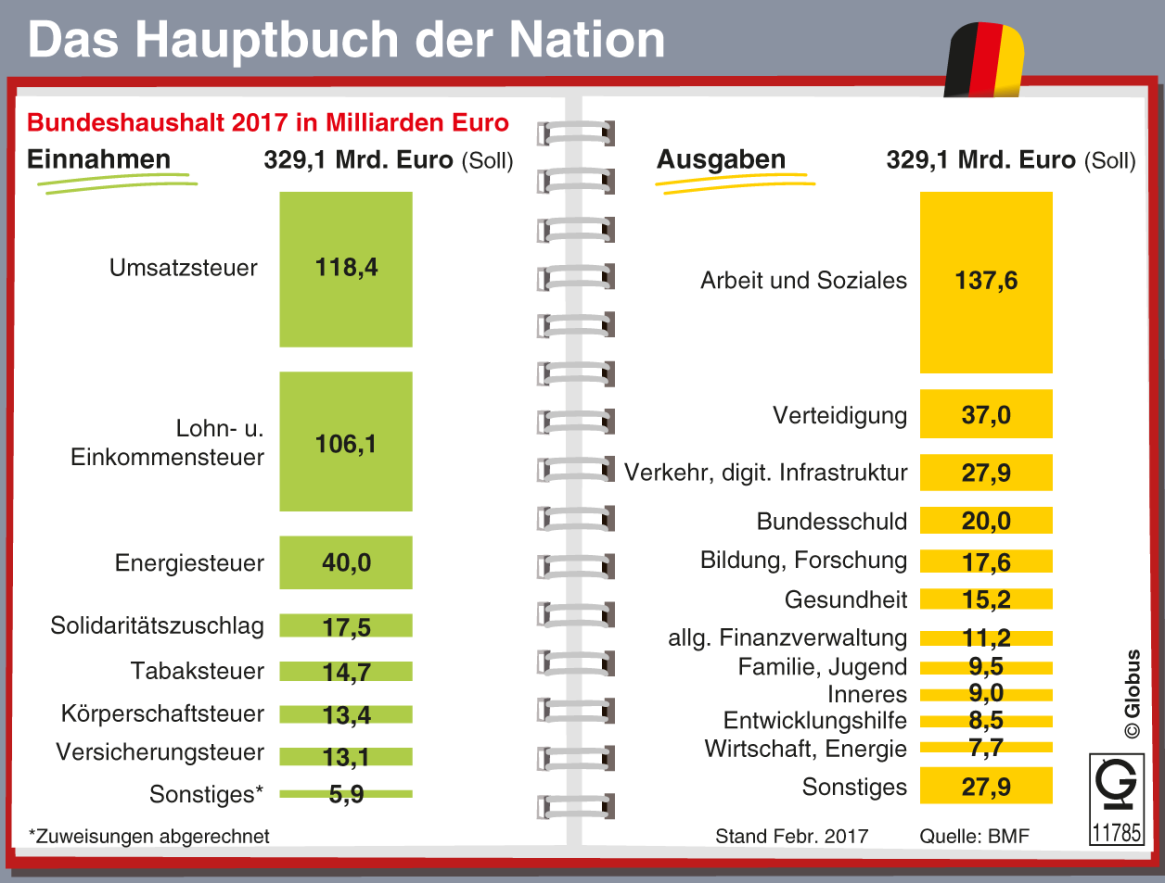 Das Hauptbuch der Nation
Bundeshaushalt 2017 in Milliarden Euro
Einnahmen 329,1 Mrd. Euro (Soll)
Umsatzsteuer 118,4
Lohn- u.
Einkommensteuer 106,1
Energiesteuer 40,0
Solidaritätszuschlag 17,5
Tabaksteuer 14,7
Körperschaftsteuer 13,4
Versicherungsteuer 13,1
Sonstiges* 5,9
*Zuweisungen abgerechnet
Ausgaben 329,1 Mrd. Euro (Soll)
Arbeit und Soziales 137,6
Verteidigung 37,0
Verkehr, digit. Infrastruktur 27,9
Bundesschuld 20,0
Bildung, Forschung 17,6
Gesundheit 15,2
allg. Finanzverwaltung 11,2
Familie, Jugend 9,5
Inneres 9,0
Entwicklungshilfe 8,5
Wirtschaft, Energie 7,7
Sonstiges 27,9
Stand Febr. 2017 Quelle: BMF
© Globus
11785